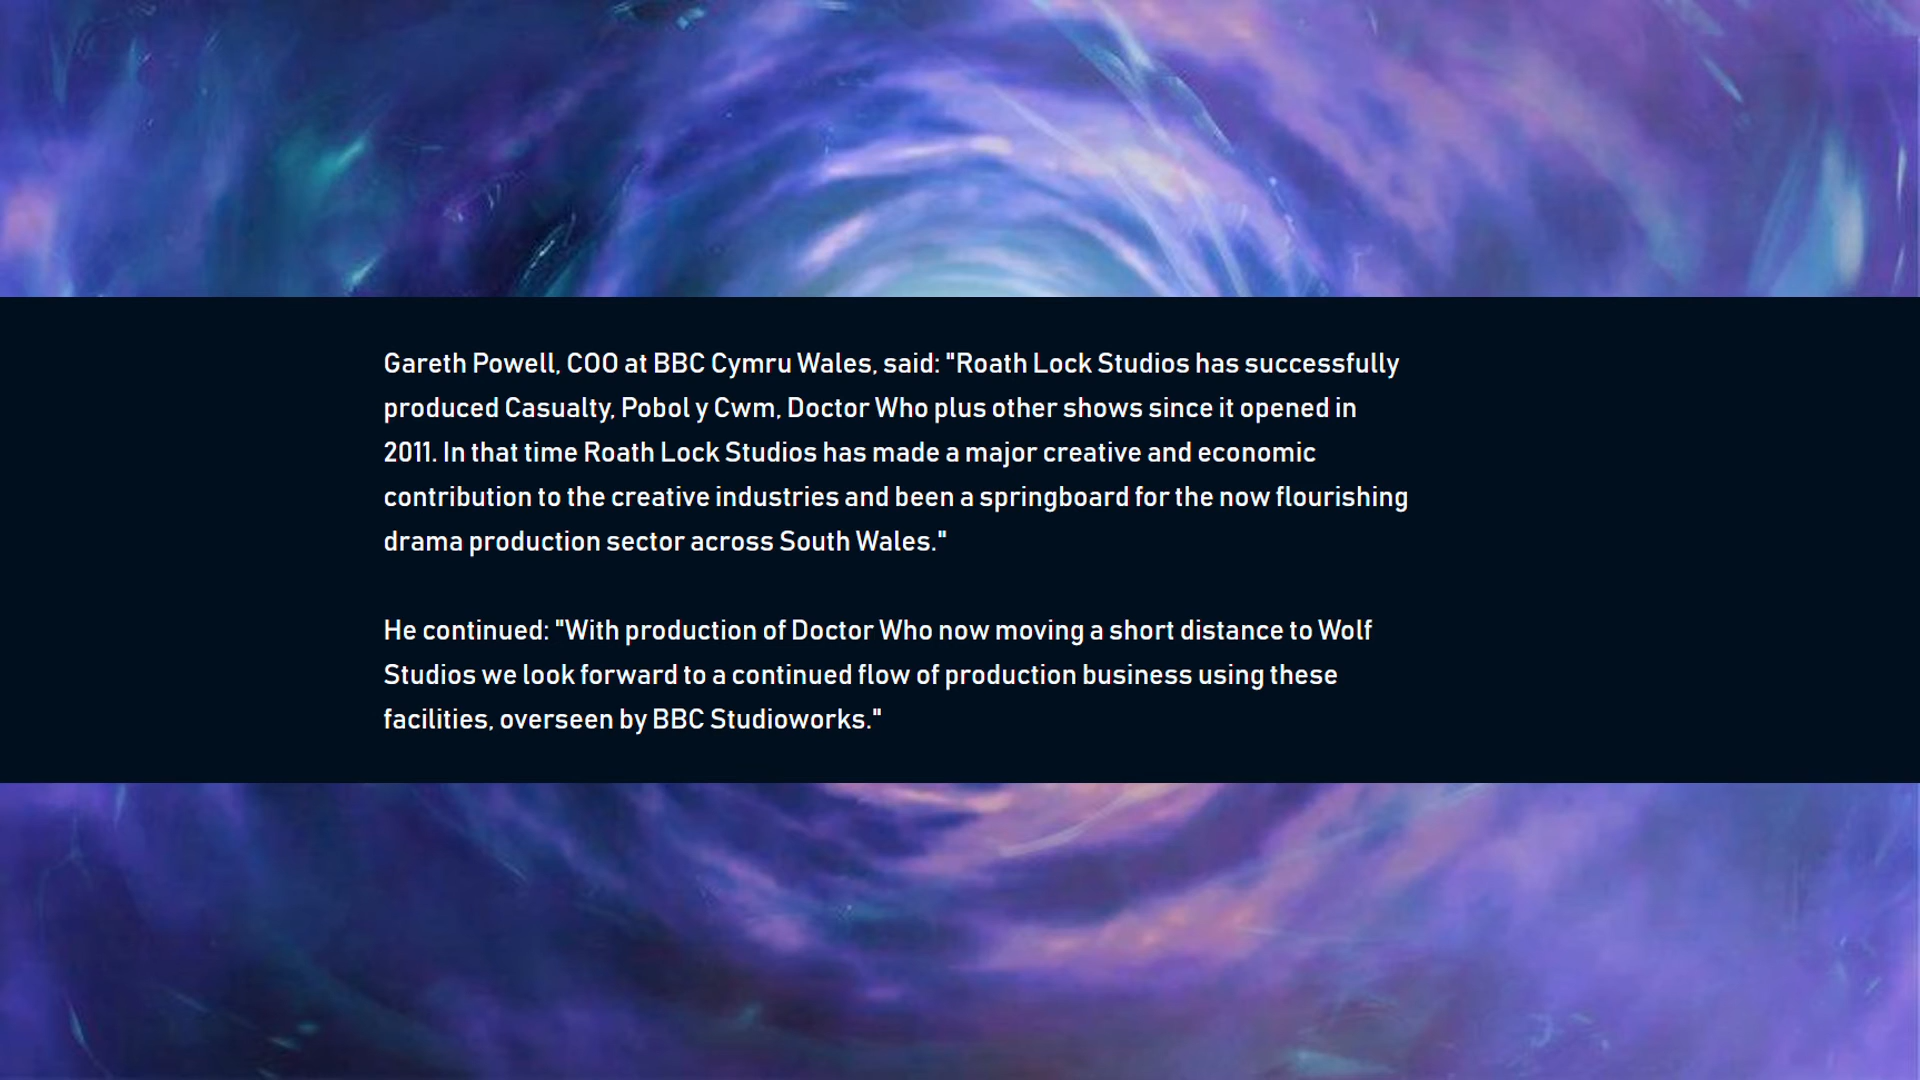 Gareth Powell, COO at BBC Cymru Wales, said: "Roath Lock Studios has successfully
produced Casualty, Pobol y Cwm, Doctor Who plus other shows since it opened in
2011. In that time Roath Lock Studios has made a major creative and economic
contribution to the creative industries and been a springboard for the now flourishing
drama production sector across South Wales."
He continued: "With production of Doctor Who now moving a short distance to Wolf
Studios we look forward to a continued flow of production business using these
facilities, overseen by BBC Studioworks."